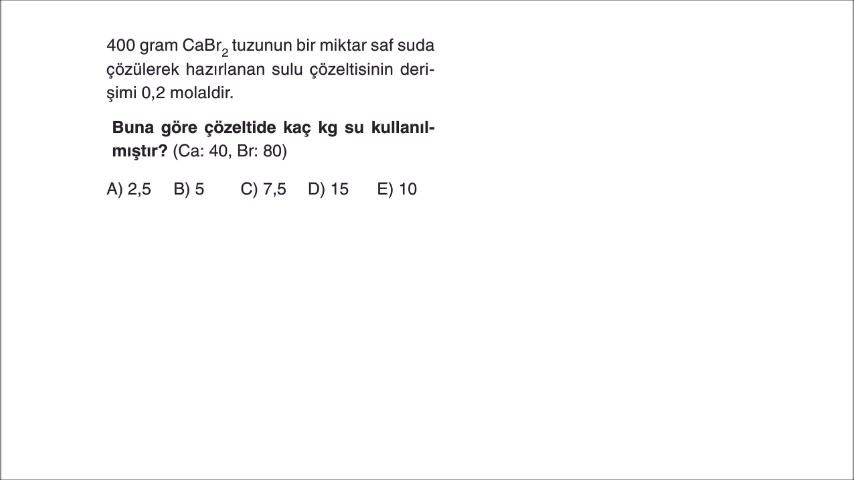 400 gram CaBr₂ tuzunun bir miktar saf suda
çözülerek hazırlanan sulu çözeltisinin deri-
şimi 0,2 molaldir.
Buna göre çözeltide kaç kg su kullanıl-
mıştır? (Ca: 40, Br: 80)
A) 2,5 B) 5 C) 7,5 D) 15 E) 10